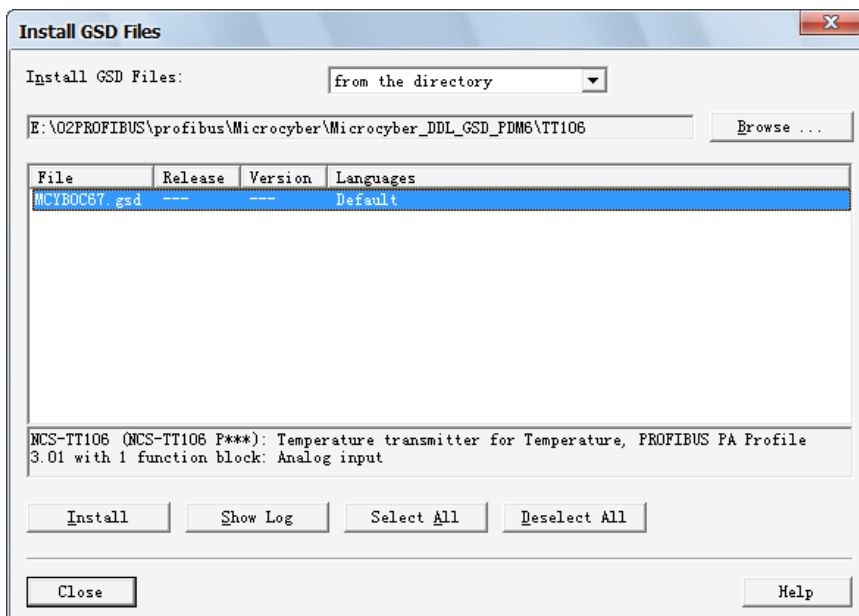 Install GSD Files
Install GSD Files: from the directory
E:\02PROFIBUS\profibus\Microcyber\Microcyber_DDL_GSD_PDM6\TT106 Browse ...
File Release Version Languages
MCYBOC67.gsd --- --- Default
NCS-TT106 (NCS-TT106 P***): Temperature transmitter for Temperature, PROFIBUS PA Profile
3.01 with 1 function block: Analog input
Install Show Log Select All Deselect All
Close Help